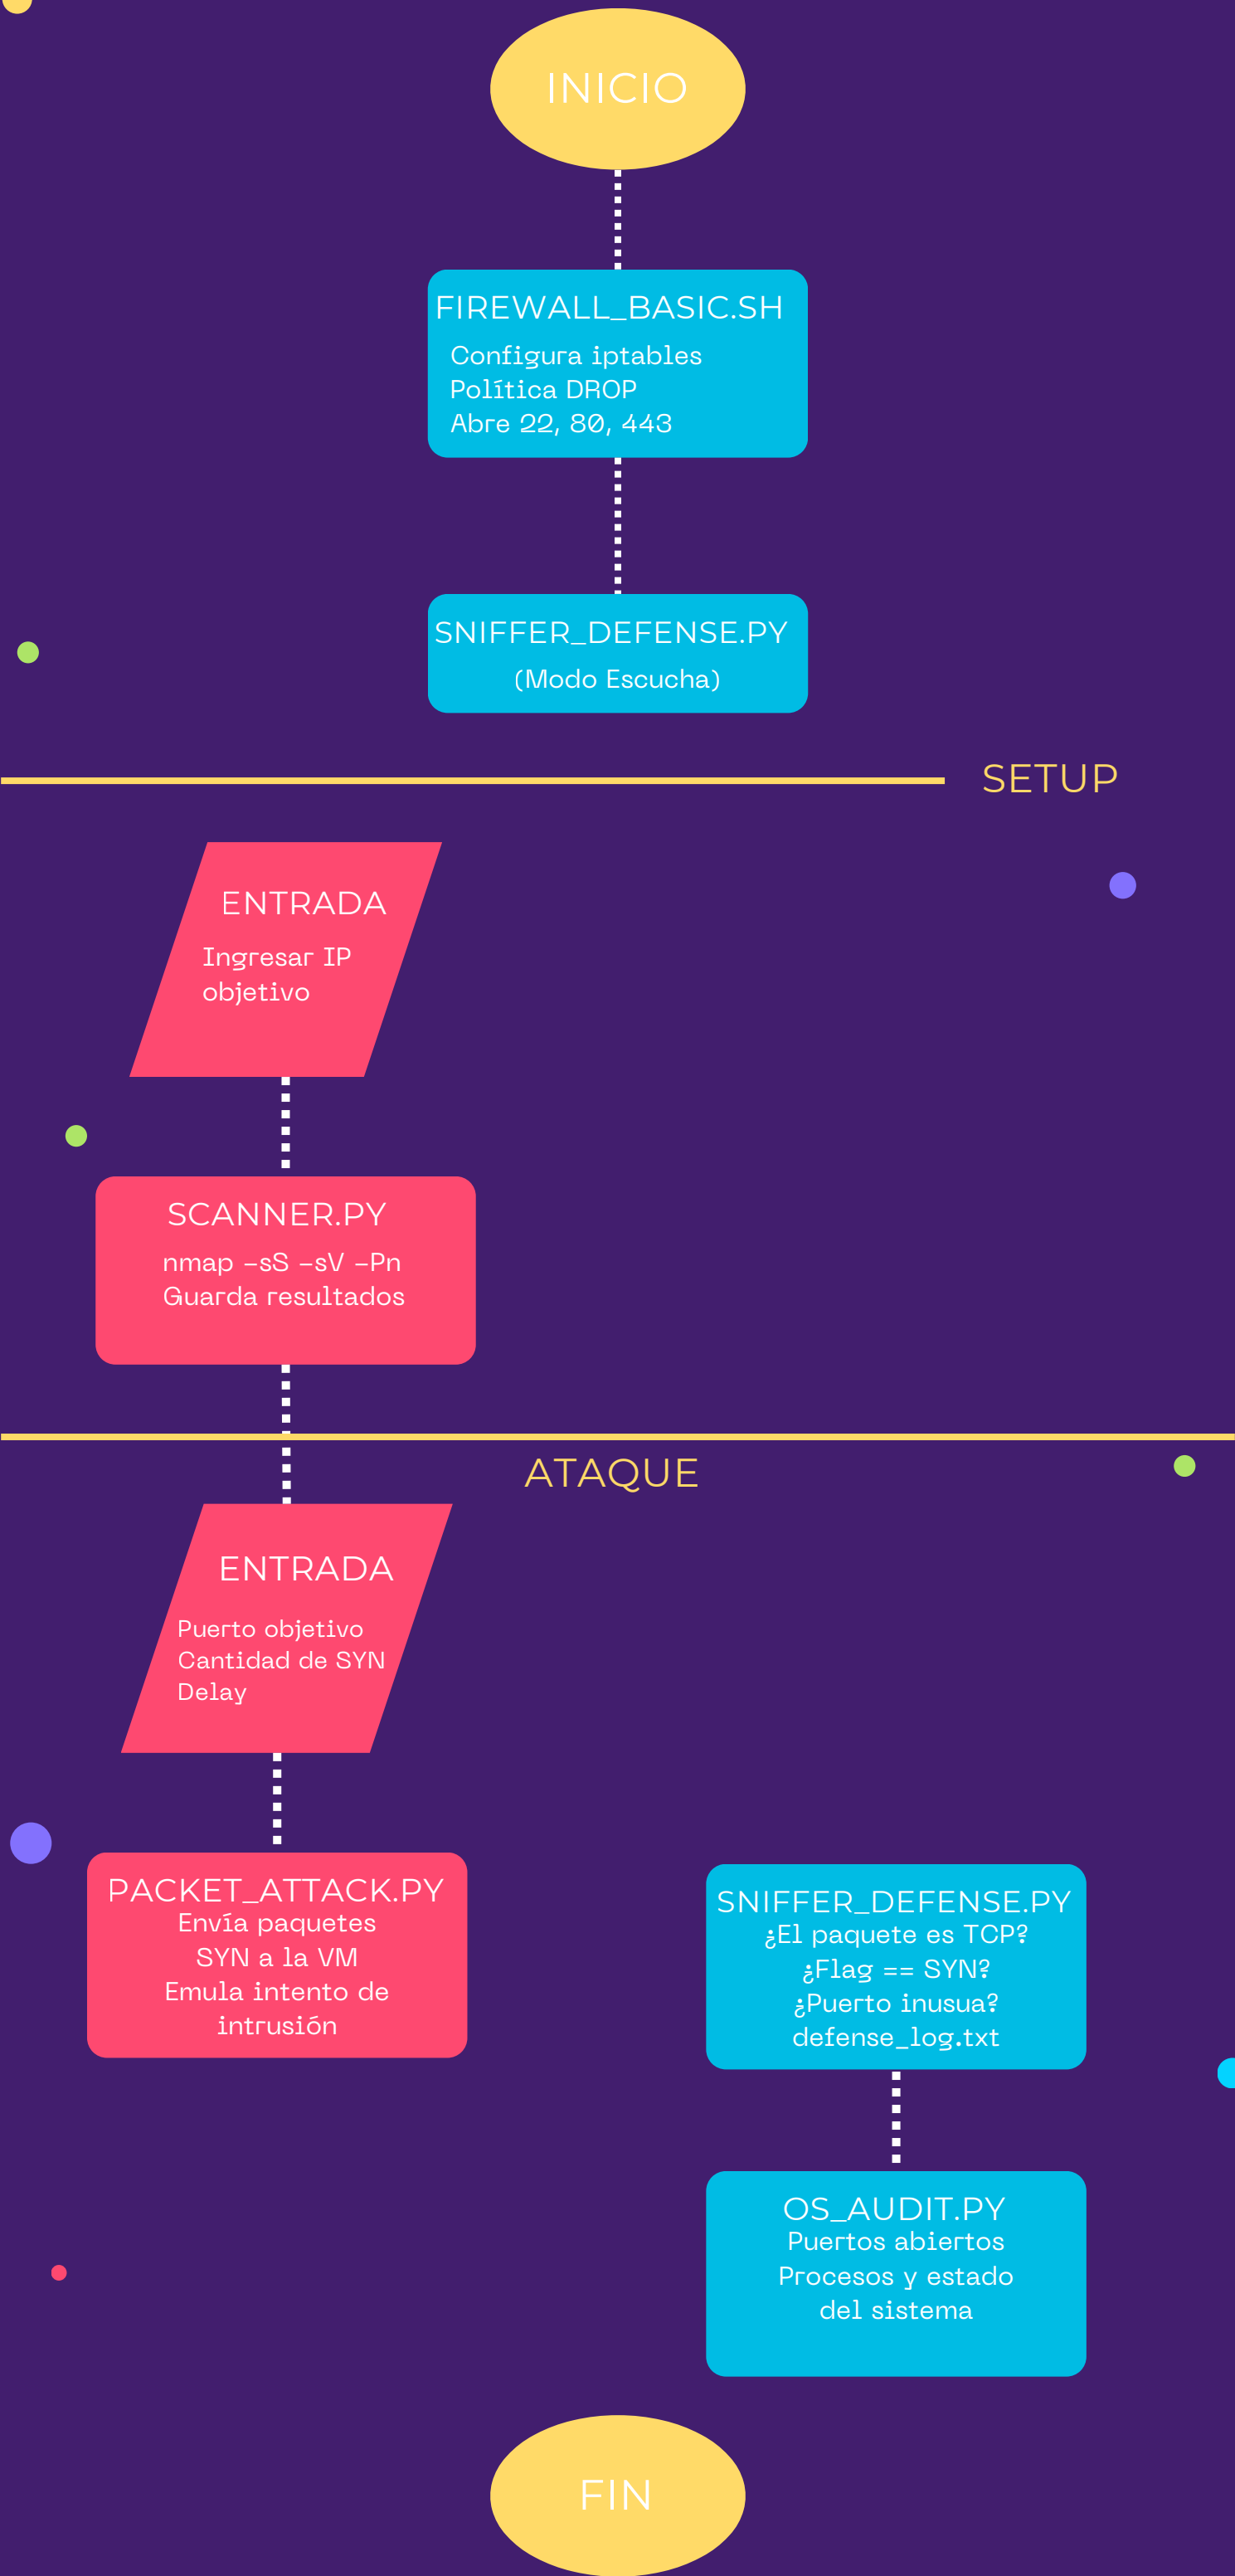 INICIO
FIREWALL_BASIC.SH
Configura iptables
Política DROP
Abre 22, 80, 443
SNIFFER_DEFENSE.PY
(Modo Escucha)
SETUP
ENTRADA
Ingresar IP
objetivo
SCANNER.PY
nmap -sS -sV -Pn
Guarda resultados
ATAQUE
ENTRADA
Puerto objetivo
Cantidad de SYN
Delay
PACKET_ATTACK.PY
Envía paquetes
SYN a la VM
Emula intento de
intrusión
SNIFFER_DEFENSE.PY
¿El paquete es TCP?
¿Flag == SYN?
¿Puerto inusua?
defense_log.txt
OS_AUDIT.PY
Puertos abiertos
Procesos y estado
del sistema
FIN